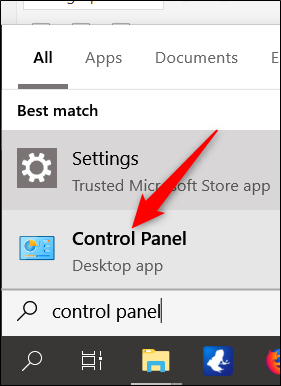 All Apps Documents E
Best match
Settings
Trusted Microsoft Store app
Control Panel
Desktop app
control panel